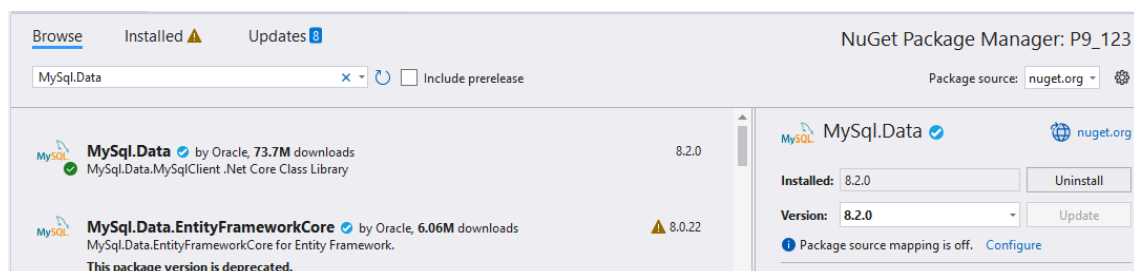 Browse Installed Updates 8
NuGet Package Manager: P9_123
MySql.Data
Include prerelease
Package source: nuget.org
MySQL MySql.Data by Oracle, 73.7M downloads 8.2.0
MySql.Data.MySqlClient .Net Core Class Library
MySQL MySql.Data.EntityFrameworkCore by Oracle, 6.06M downloads 8.0.22
MySql.Data.EntityFrameworkCore for Entity Framework.
This package version is deprecated.
MySQL MySql.Data nuget.org
Installed: 8.2.0 Uninstall
Version: 8.2.0 Update
Package source mapping is off. Configure